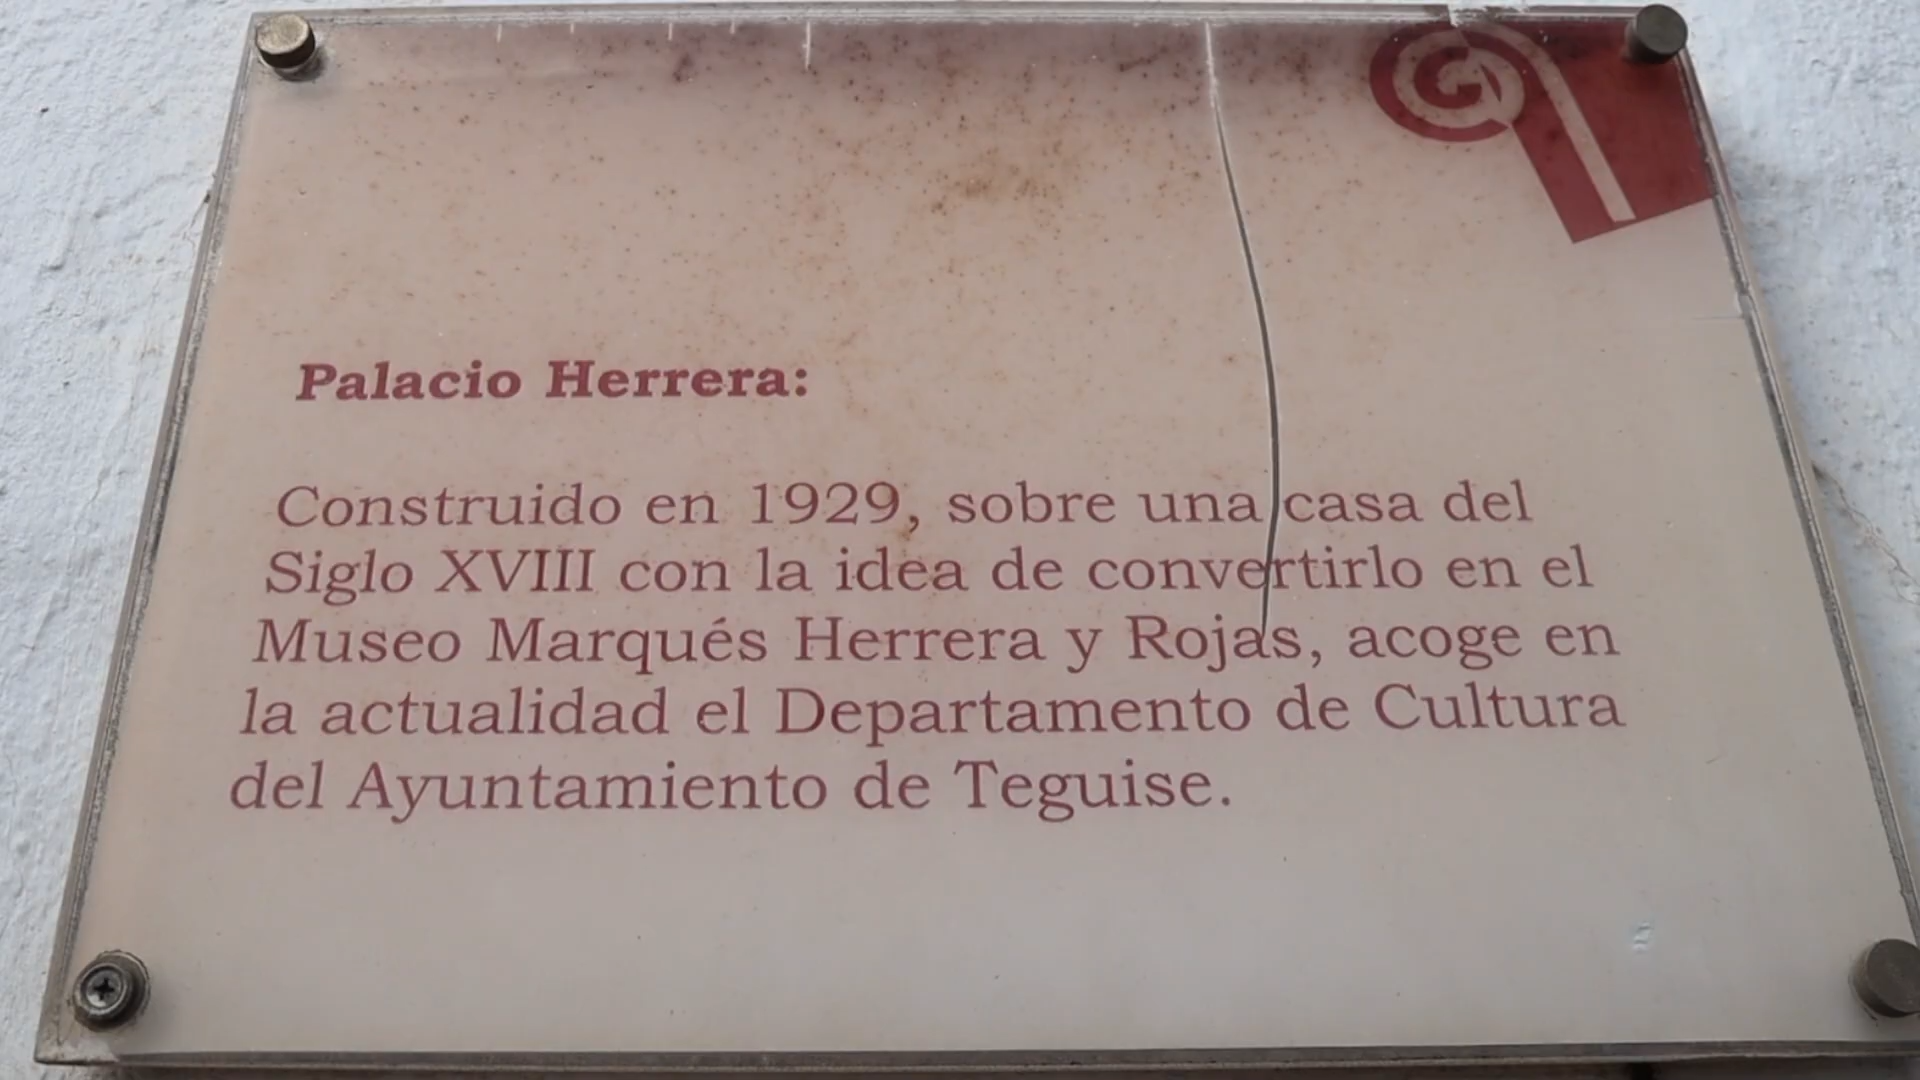 Palacio Herrera:
Construido en 1929, sobre una casa del
Siglo XVIII con la idea de convertirlo en el
Museo Marqués Herrera y Rojas, acoge en
la actualidad el Departamento de Cultura
del Ayuntamiento de Teguise.